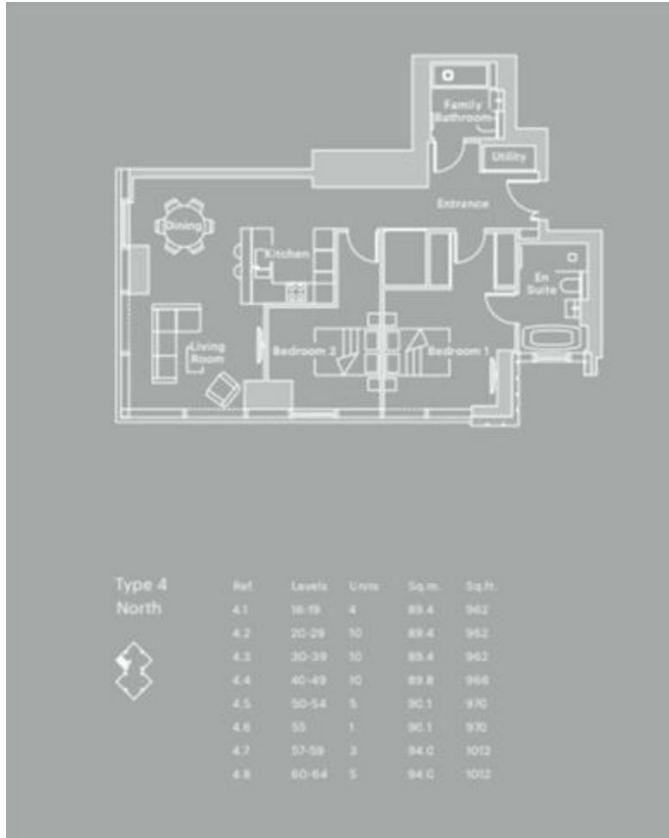 Family
Bathroom
Utility
Entrance
Dining
Kitchen
En
Suite
Living
Room
Bedroom 2
Bedroom 1
Type 4
North
Ref. Levels Units Sq.m. Sq.ft.
4.1 16-19 4 89.4 962
4.2 20-29 10 89.4 962
4.3 30-39 10 89.4 962
4.4 40-49 10 89.8 966
4.5 50-54 5 90.1 970
4.6 55 1 90.1 970
4.7 57-59 3 94.0 1012
4.8 60-64 5 94.0 1012